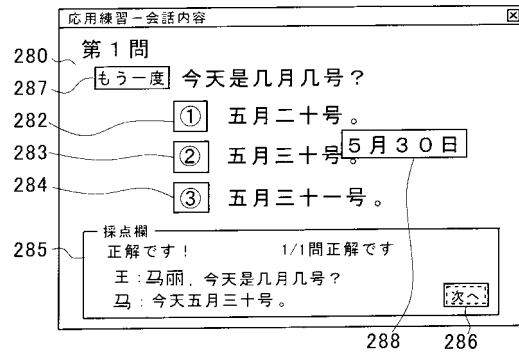 応用練習－会話内容
第1問
280
もう一度 今天是几月几号？
287
282 ① 五月二十号。
283 ② 五月三十号。 5月30日
284 ③ 五月三十一号。
採点欄
285 正解です！ 1/1問正解です
王：马丽，今天是几月几号？
马：今天五月三十号。
次へ
288 286